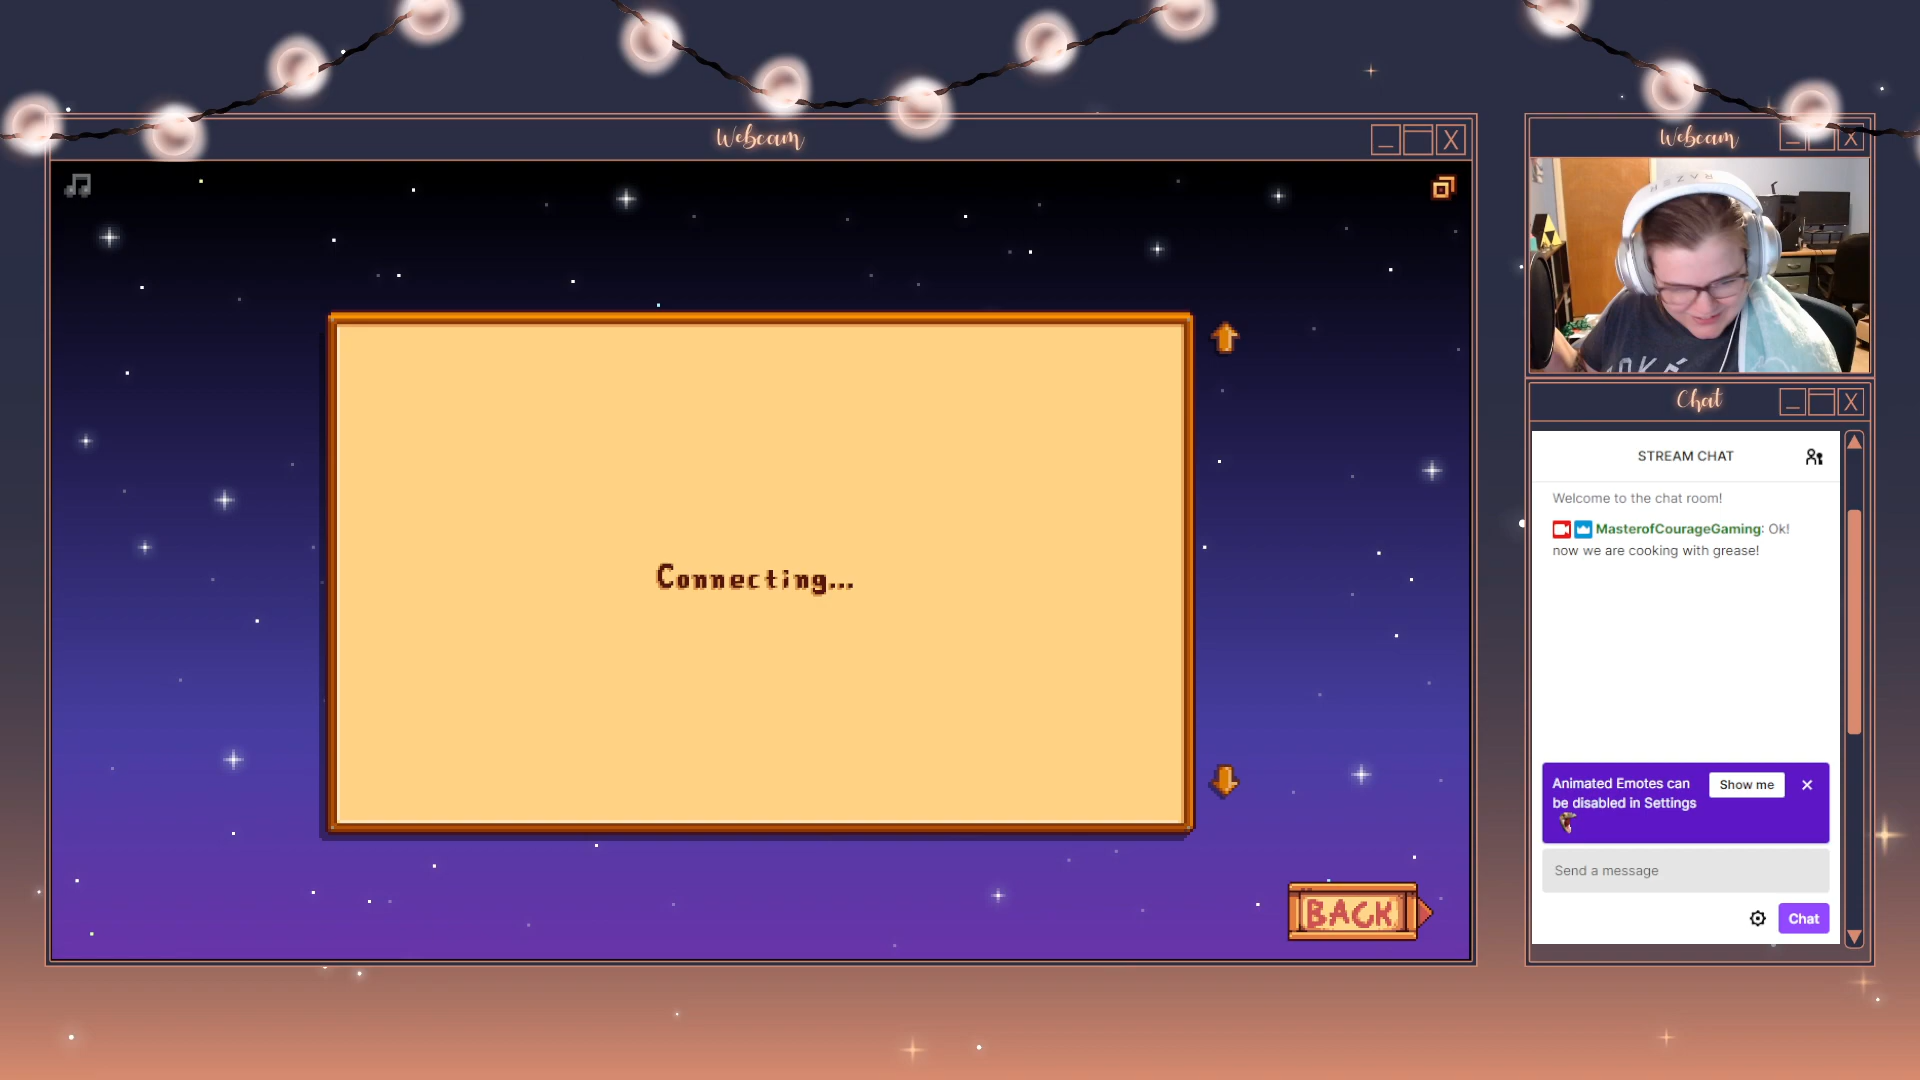 Webcam
Connecting...
BACK
Webcam
RAZER
Chat
STREAM CHAT
Welcome to the chat room!
MasterofCourageGaming: Ok!
now we are cooking with grease!
Animated Emotes can
be disabled in Settings
Show me
Send a message
Chat